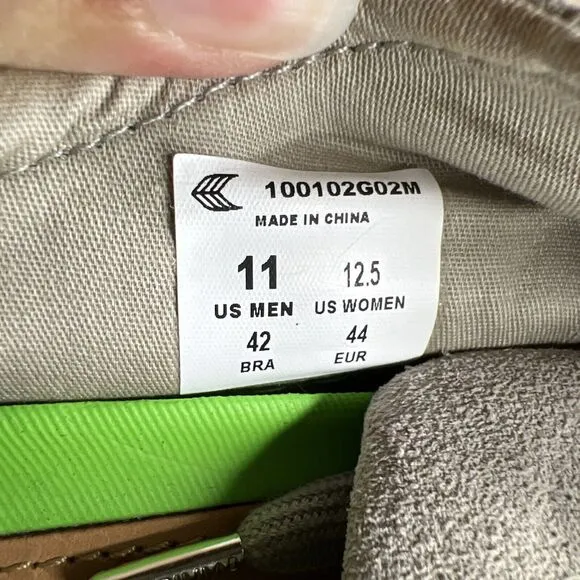 100102G02M
MADE IN CHINA
11 12.5
US MEN US WOMEN
42 44
BRA EUR